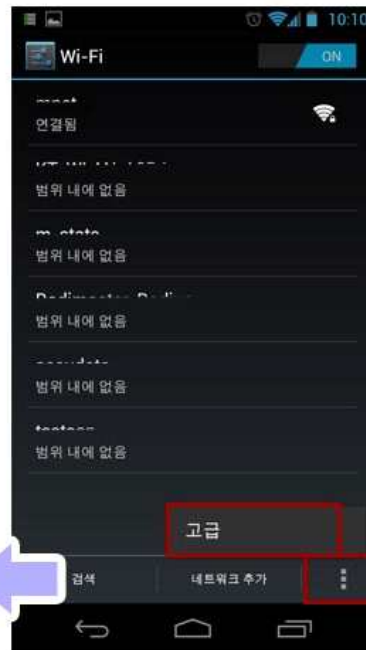 10:10
Wi-Fi
ON
연결됨
범위 내에 없음
범위 내에 없음
범위 내에 없음
범위 내에 없음
범위 내에 없음
고급
검색
네트워크 추가